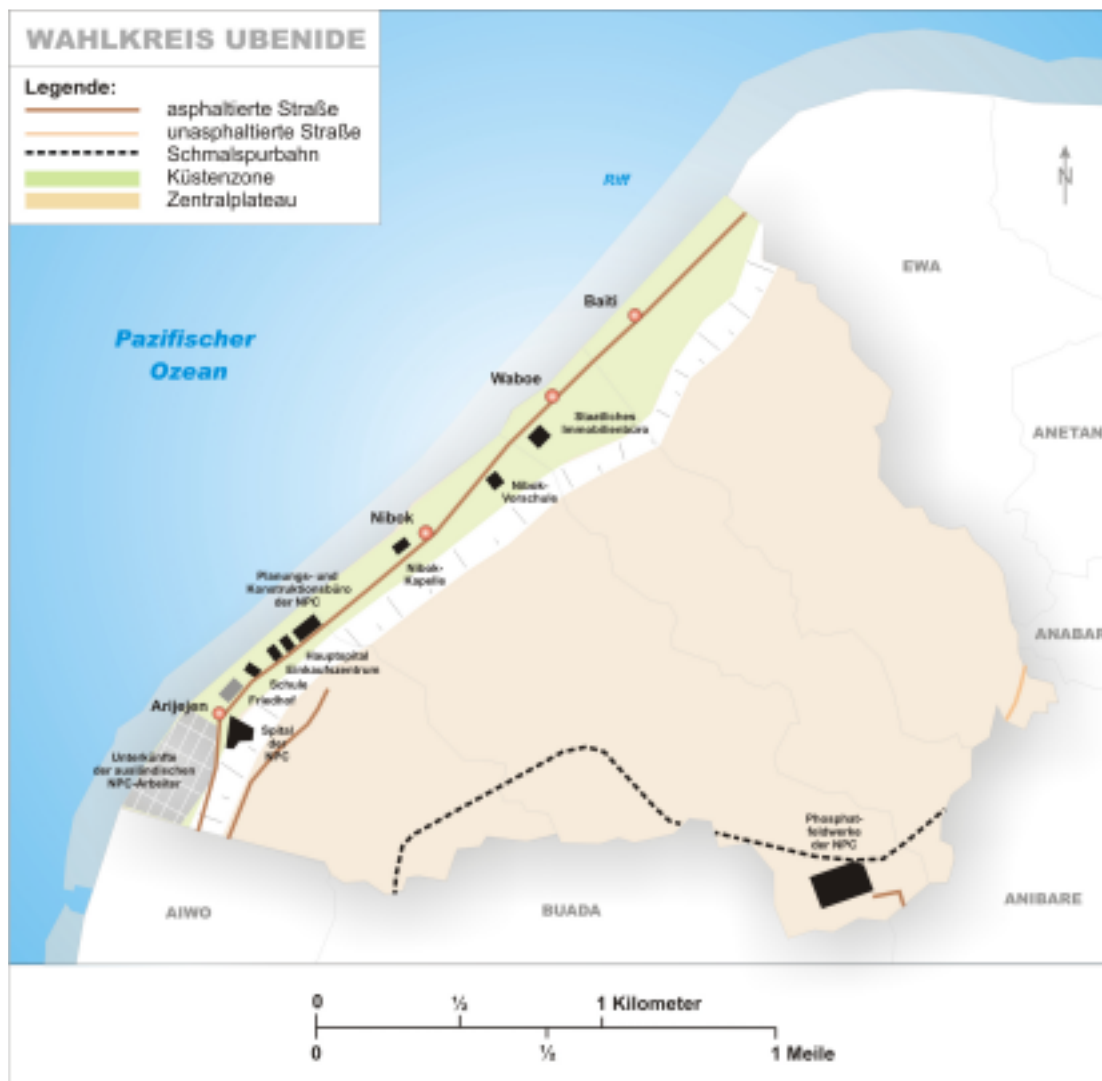 WAHLKREIS UBENIDE
Legende:
asphaltierte Straße
unasphaltierte Straße
Schmalspurbahn
Küstenzone
Zentralplateau
Riff
N
EWA
Pazifischer
Ozean
Baiti
Waboe
Staatliches
Immobilienbüro
ANETAN
Nibok-
Vorschule
Nibok
Nibok-
Kapelle
Planungs- und
Konstruktionsbüro
der NPC
Hauptspital
Einkaufszentrum
Schule
Friedhof
ANABAR
Arijejen
Spital
der
NPC
Unterkünfte
der ausländischen
NPC-Arbeiter
Phosphat-
feldwerke
der NPC
AIWO
BUADA
ANIBARE
0 ½ 1 Kilometer
0 ½ 1 Meile